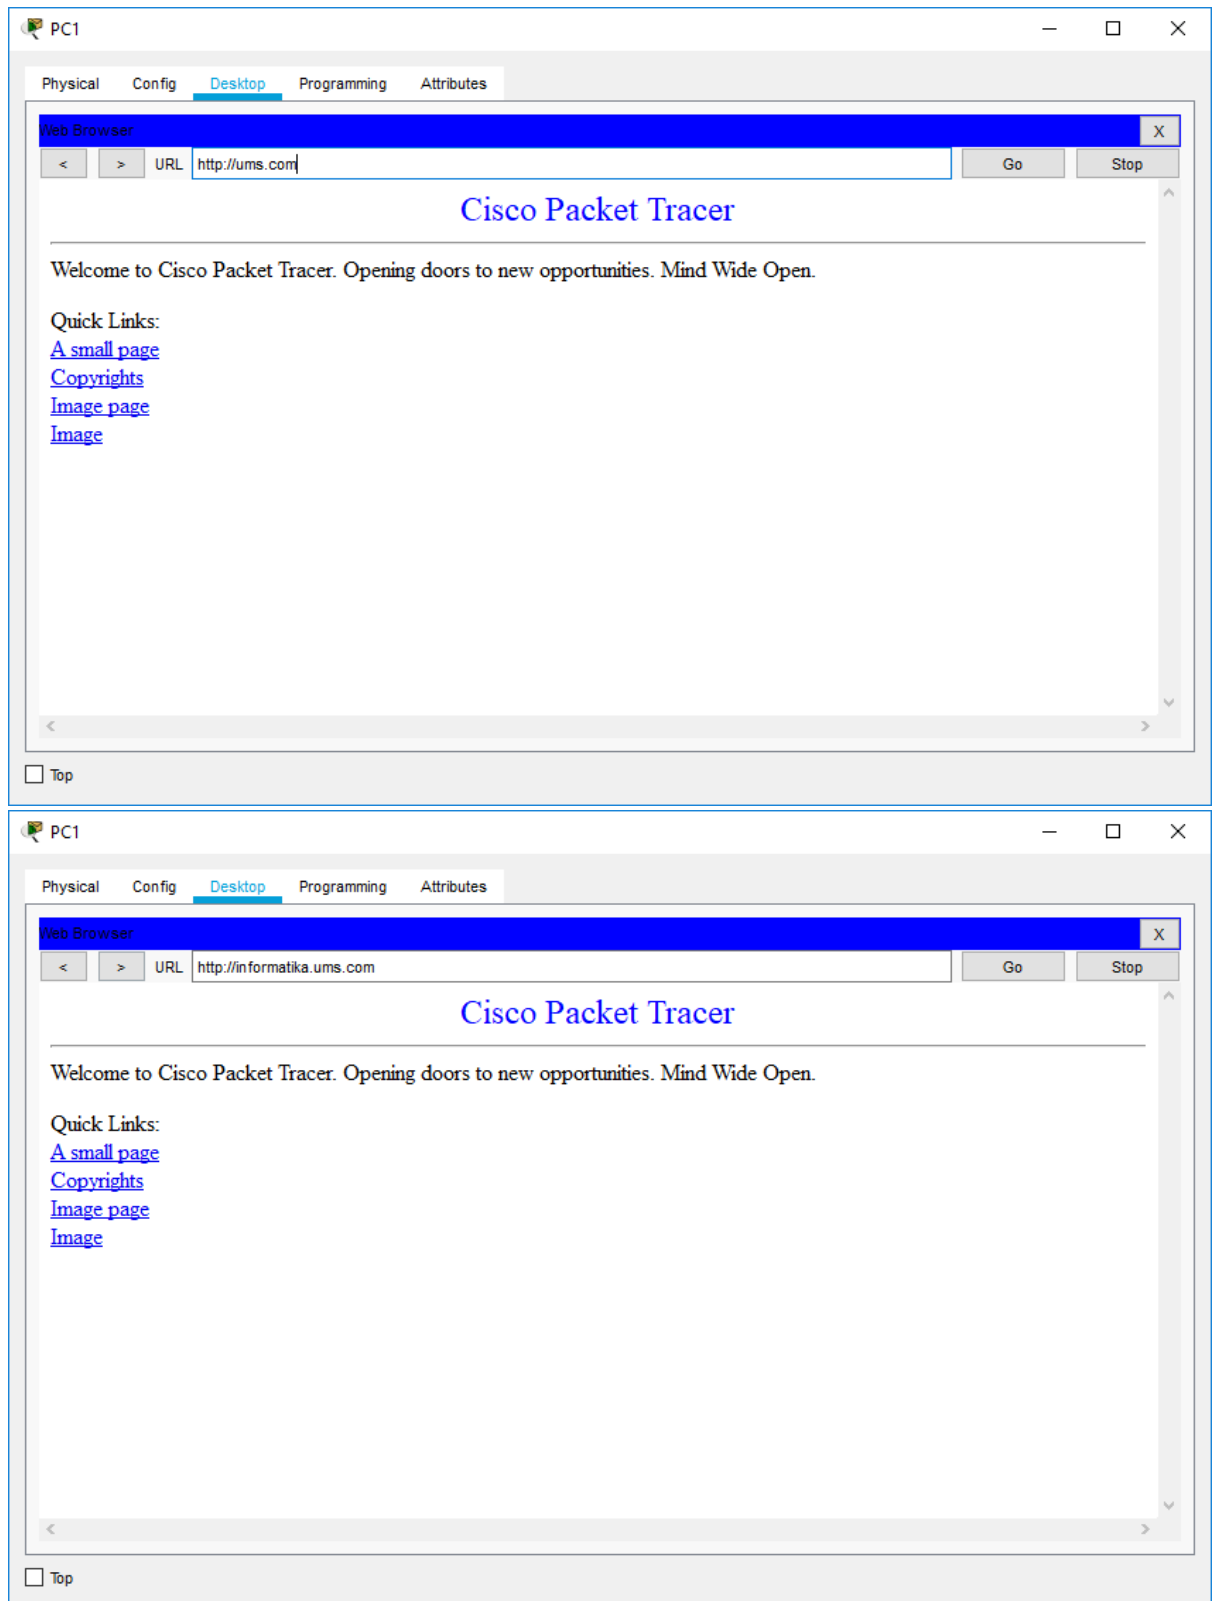 PC1
Physical Config Desktop Programming Attributes
Web Browser X
< > URL http://ums.com Go Stop
Cisco Packet Tracer
Welcome to Cisco Packet Tracer. Opening doors to new opportunities. Mind Wide Open.
Quick Links:
A small page
Copyrights
Image page
Image
Top
PC1
Physical Config Desktop Programming Attributes
Web Browser X
< > URL http://informatika.ums.com Go Stop
Cisco Packet Tracer
Welcome to Cisco Packet Tracer. Opening doors to new opportunities. Mind Wide Open.
Quick Links:
A small page
Copyrights
Image page
Image
Top